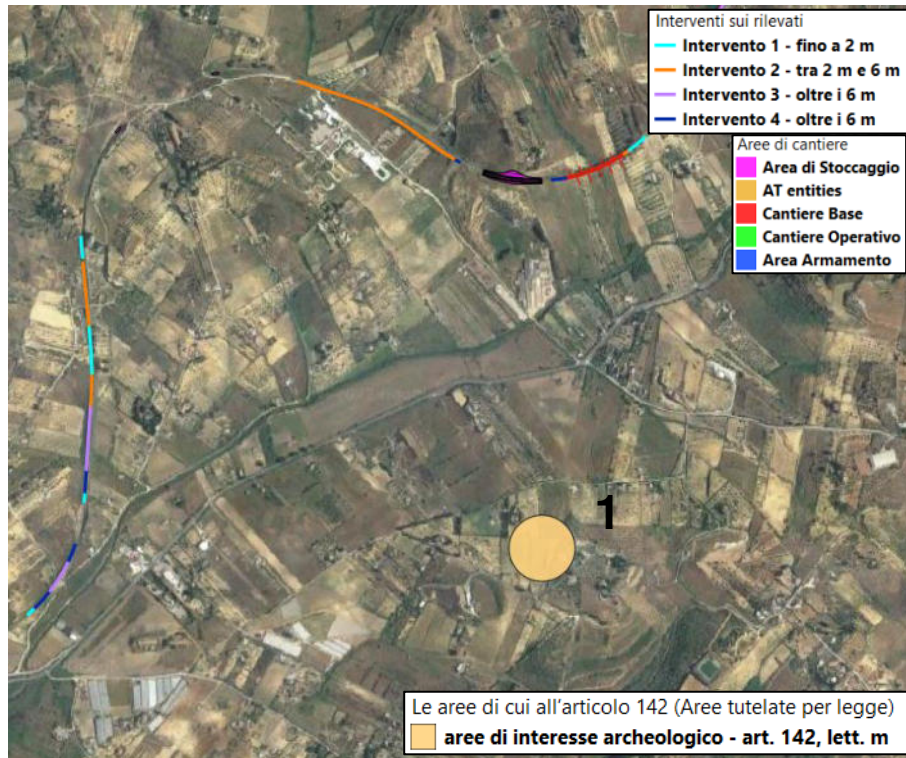 Interventi sui rilevati
Intervento 1 - fino a 2 m
Intervento 2 - tra 2 m e 6 m
Intervento 3 - oltre i 6 m
Intervento 4 - oltre i 6 m
Aree di cantiere
Area di Stoccaggio
AT entities
Cantiere Base
Cantiere Operativo
Area Armamento
1
Le aree di cui all'articolo 142 (Aree tutelate per legge)
aree di interesse archeologico - art. 142, lett. m